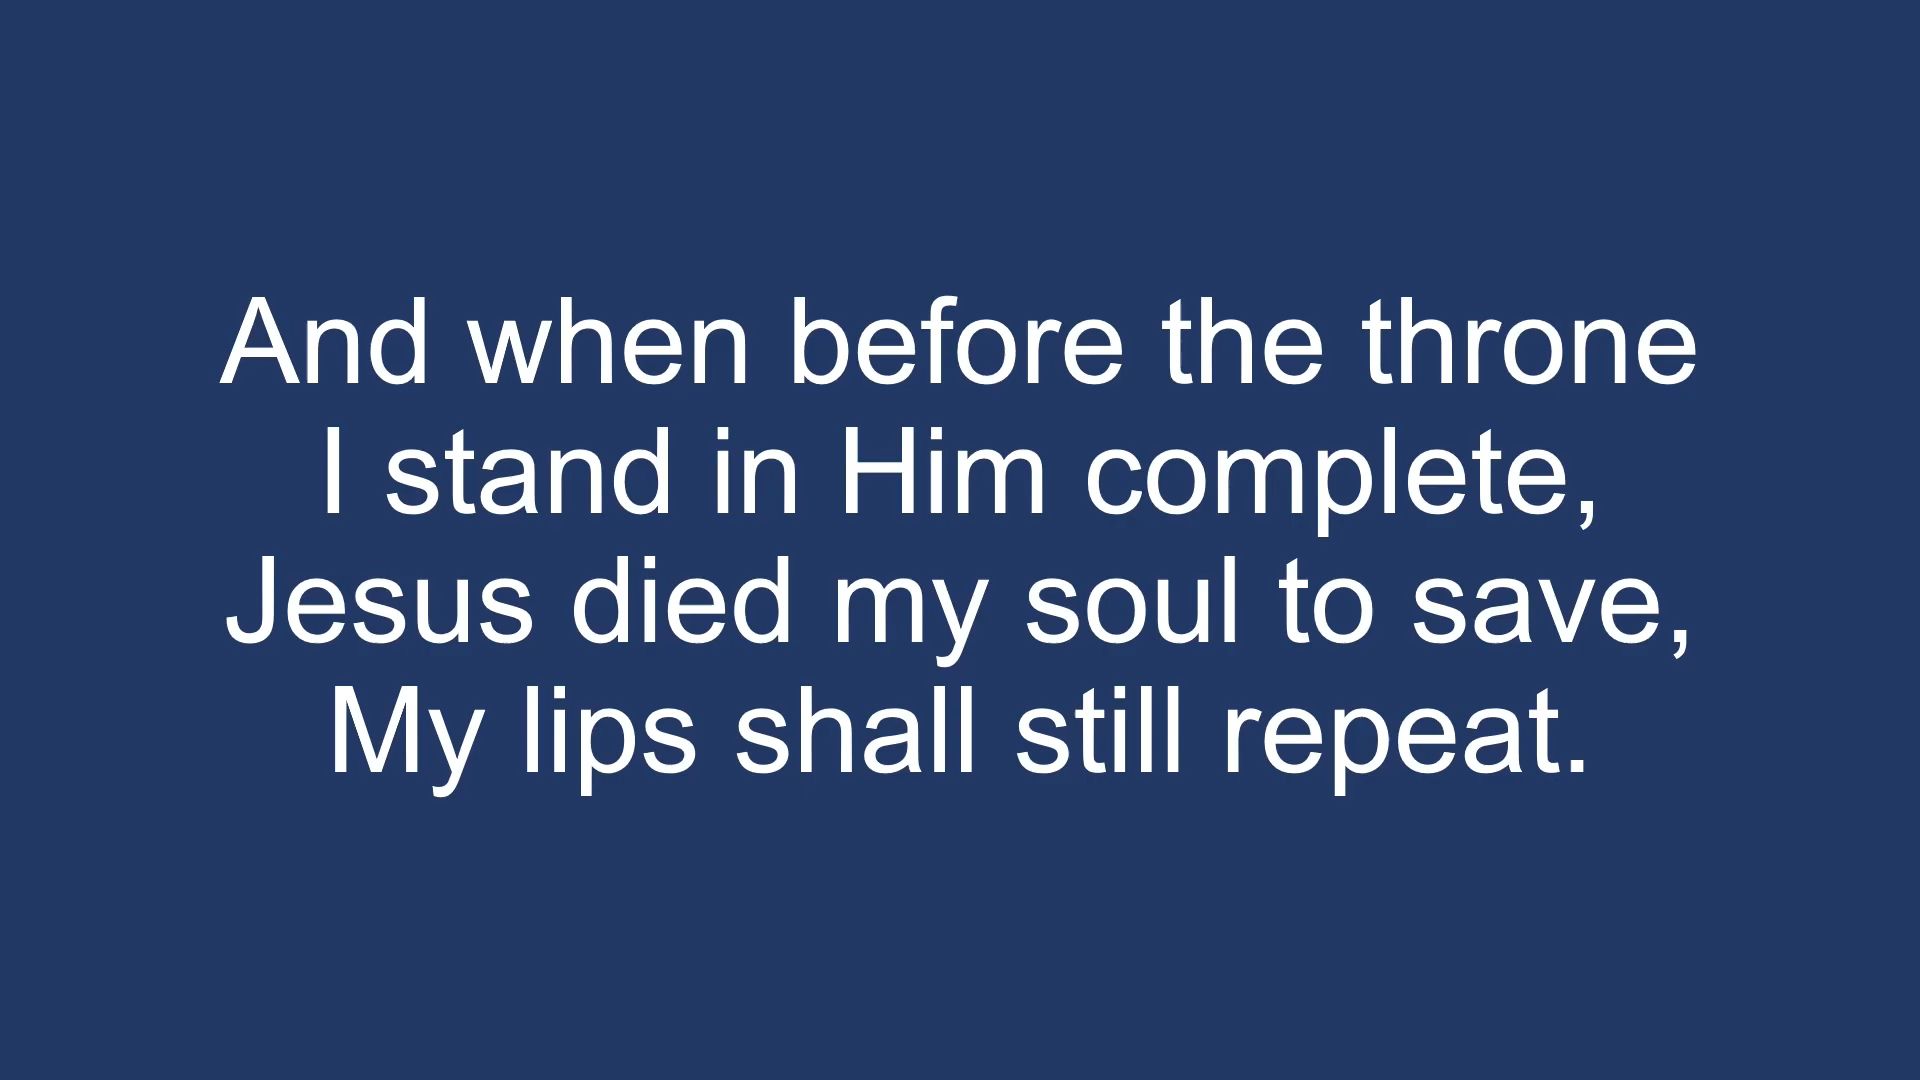 And when before the throne
I stand in Him complete,
Jesus died my soul to save,
My lips shall still repeat.